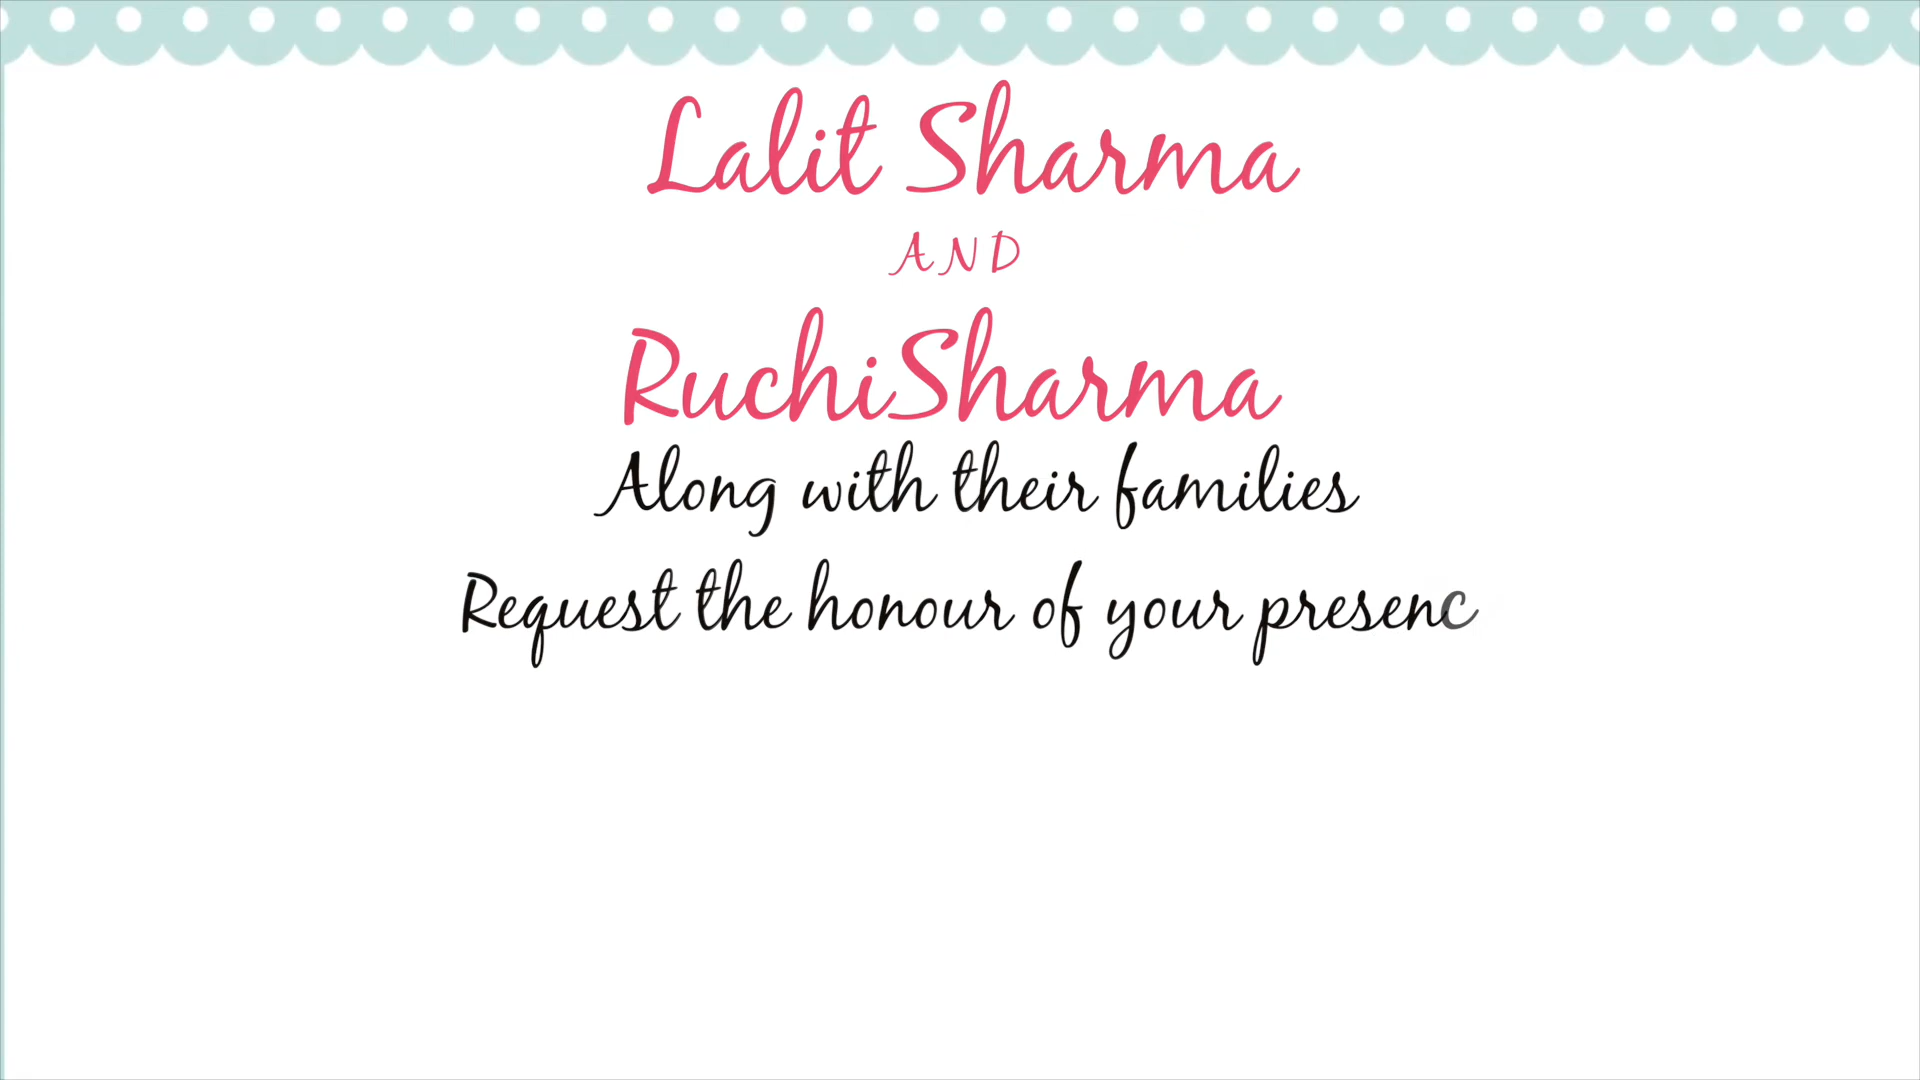 Lalit Sharma
AND
RuchiSharma
Along with their families
Request the honour of your presenc